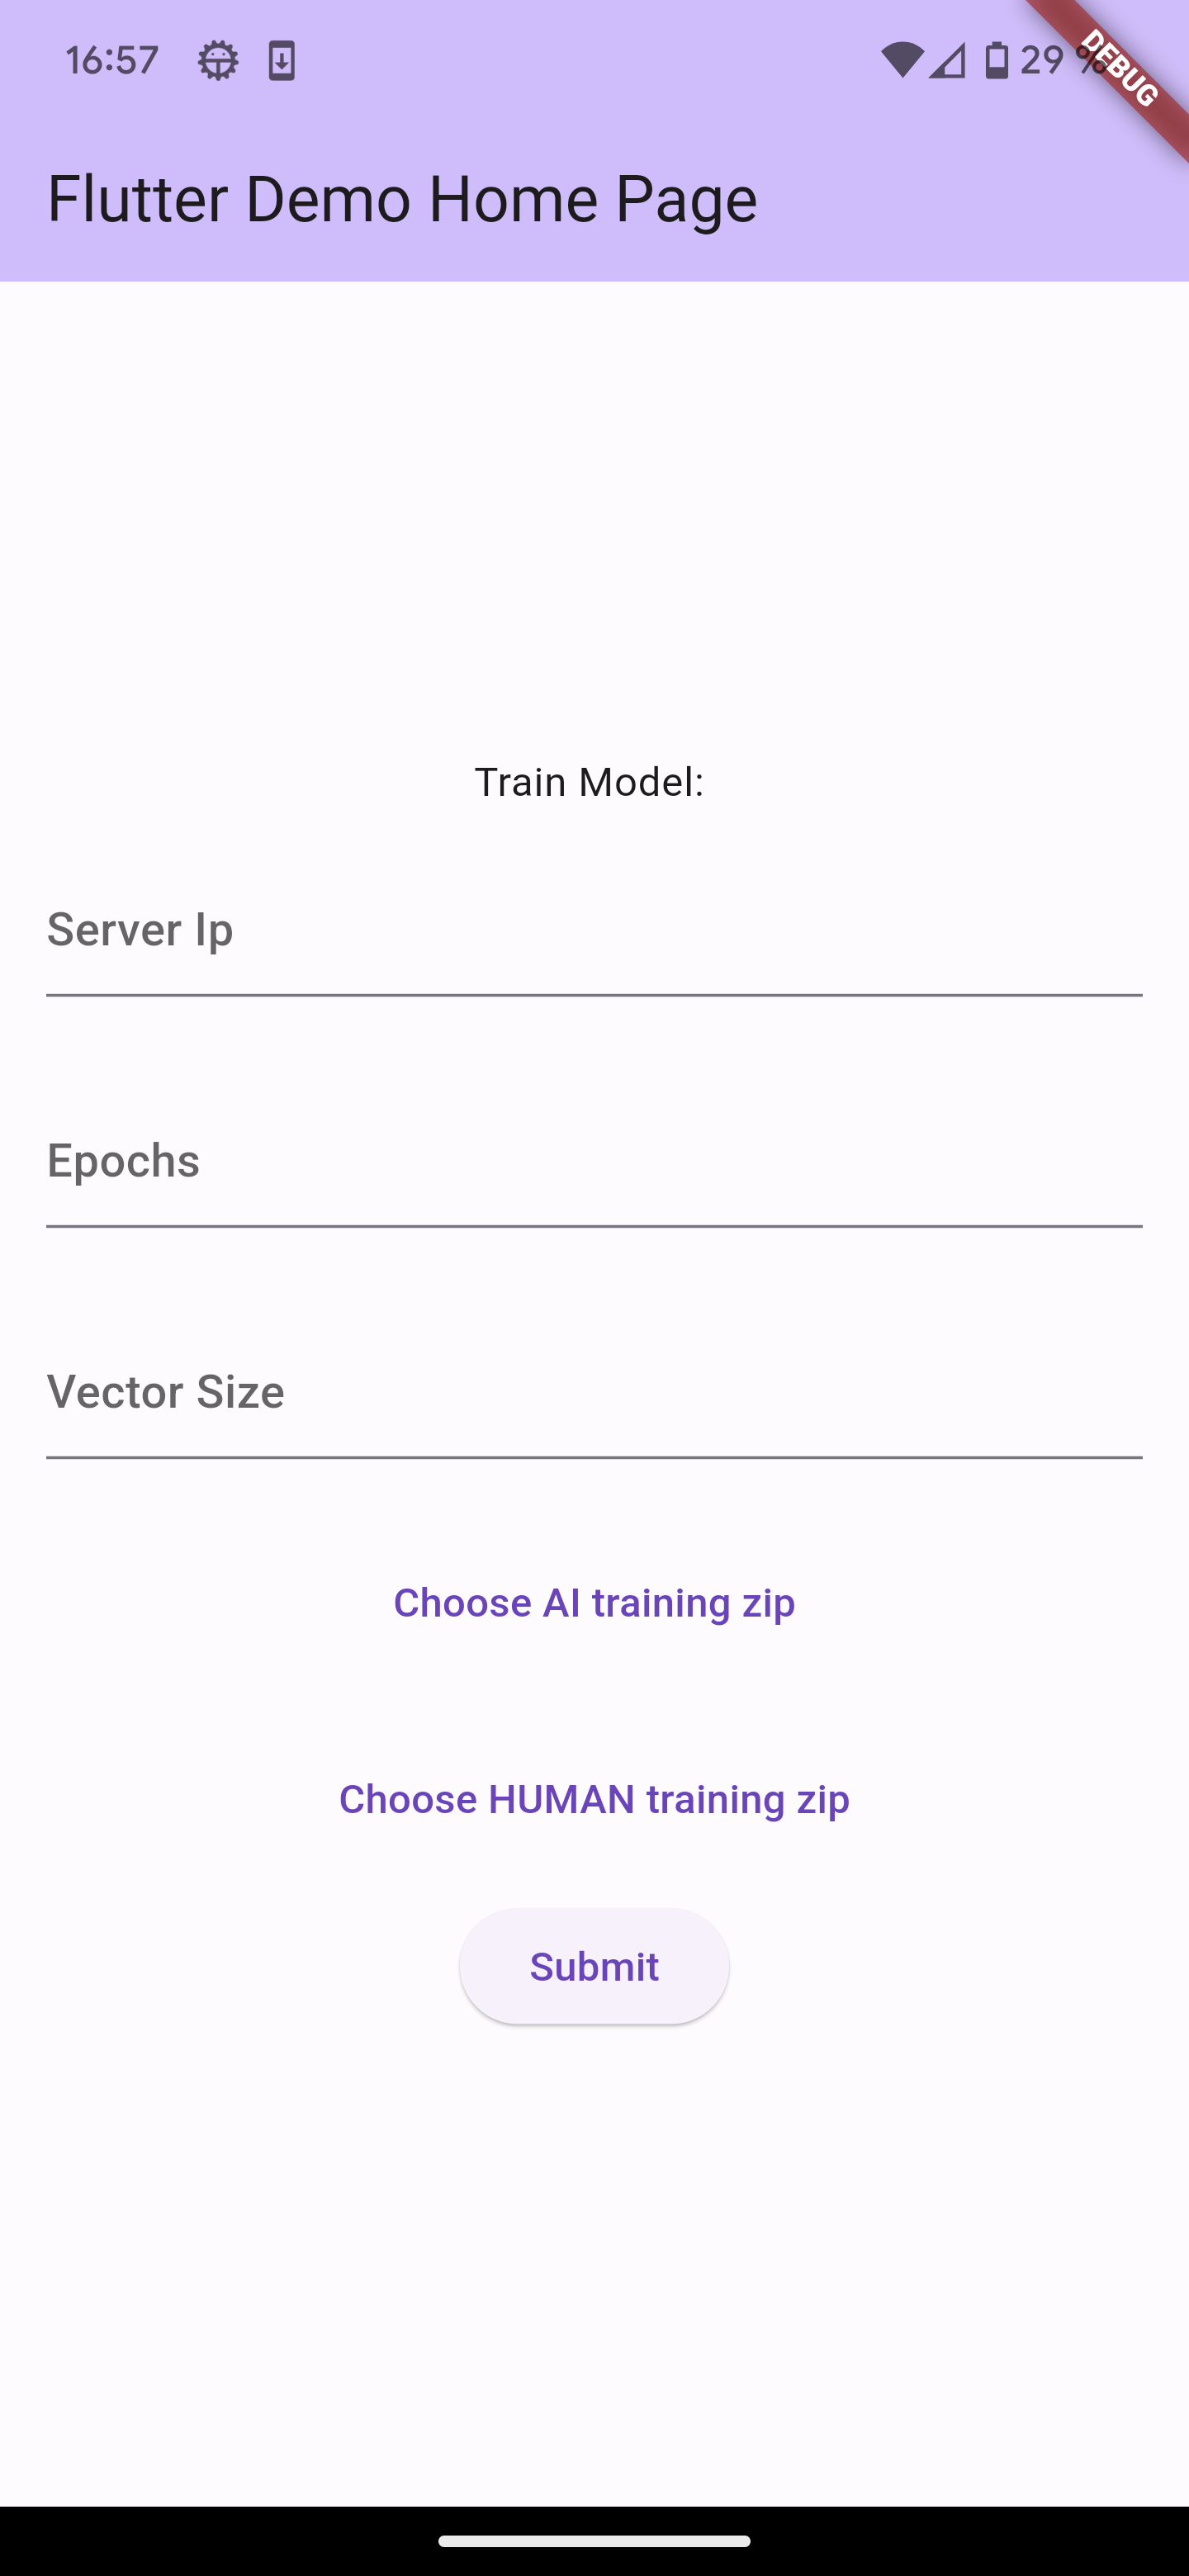 16:57 29 %
DEBUG
Flutter Demo Home Page
Train Model:
Server Ip
Epochs
Vector Size
Choose AI training zip
Choose HUMAN training zip
Submit